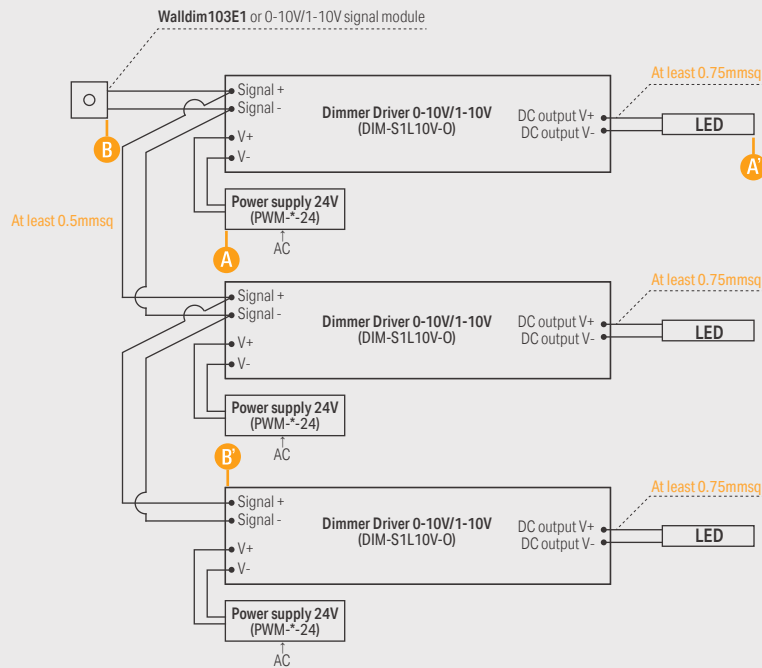 Walldim103E1 or 0-10V/1-10V signal module
Signal +
Signal -
V+
V-
Dimmer Driver 0-10V/1-10V
(DIM-S1L10V-O)
DC output V+
DC output V-
At least 0.75mmsq
LED
B
A'
At least 0.5mmsq
Power supply 24V
(PWM-*-24)
A
AC
Signal +
Signal -
V+
V-
Dimmer Driver 0-10V/1-10V
(DIM-S1L10V-O)
DC output V+
DC output V-
At least 0.75mmsq
LED
Power supply 24V
(PWM-*-24)
AC
B'
Signal +
Signal -
V+
V-
Dimmer Driver 0-10V/1-10V
(DIM-S1L10V-O)
DC output V+
DC output V-
At least 0.75mmsq
LED
Power supply 24V
(PWM-*-24)
AC